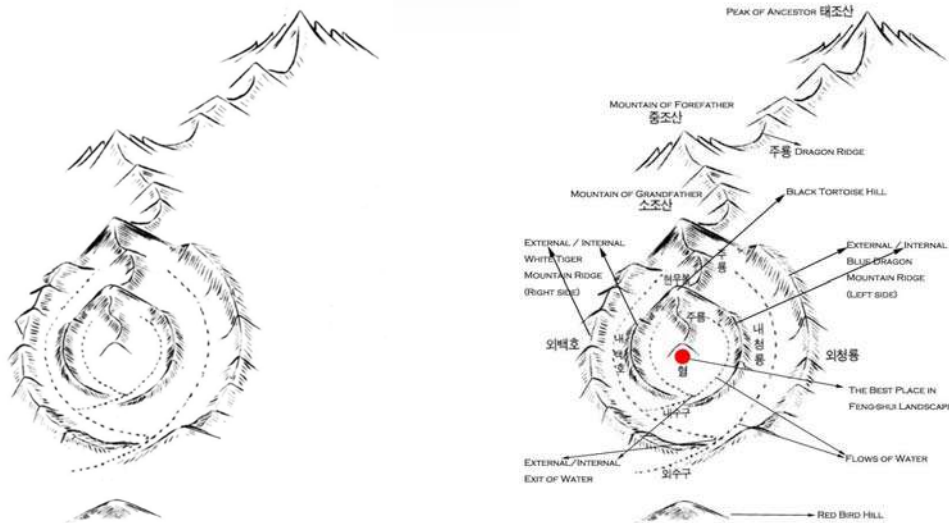 PEAK OF ANCESTOR 태조산
MOUNTAIN OF FOREFATHER
중조산
주룡 DRAGON RIDGE
MOUNTAIN OF GRANDFATHER
소조산
BLACK TORTOISE HILL
EXTERNAL / INTERNAL
WHITE TIGER
MOUNTAIN RIDGE
(RIGHT SIDE)
EXTERNAL / INTERNAL
BLUE DRAGON
MOUNTAIN RIDGE
(LEFT SIDE)
주룡
현무봉
주룡
외백호
내백호
내청룡
외청룡
혈
THE BEST PLACE IN
FENG-SHUI LANDSCAPE
내수구
EXTERNAL/INTERNAL
EXIT OF WATER
외수구
FLOWS OF WATER
RED BIRD HILL